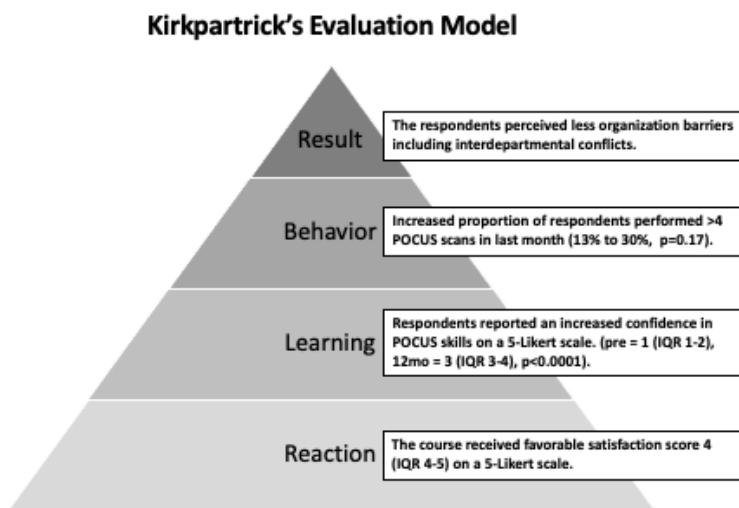 Kirkpartrick's Evaluation Model
Result
The respondents perceived less organization barriers
including interdepartmental conflicts.
Behavior
Increased proportion of respondents performed >4
POCUS scans in last month (13% to 30%, p=0.17).
Learning
Respondents reported an increased confidence in
POCUS skills on a 5-Likert scale. (pre = 1 (IQR 1-2),
12mo = 3 (IQR 3-4), p<0.0001).
Reaction
The course received favorable satisfaction score 4
(IQR 4-5) on a 5-Likert scale.